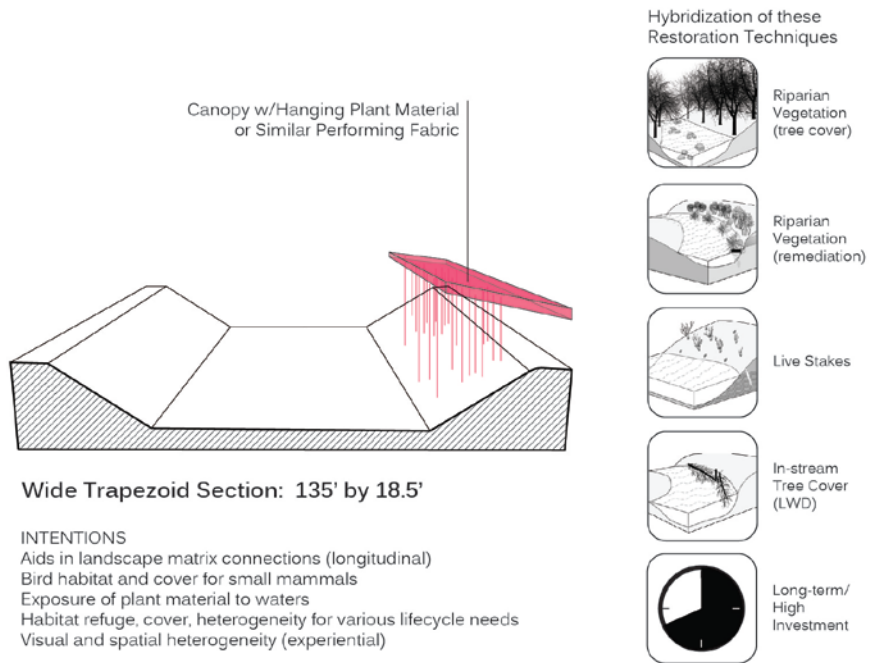 Hybridization of these
Restoration Techniques
Canopy w/Hanging Plant Material
or Similar Performing Fabric
Riparian
Vegetation
(tree cover)
Riparian
Vegetation
(remediation)
Live Stakes
In-stream
Tree Cover
(LWD)
Long-term/
High
Investment
Wide Trapezoid Section: 135' by 18.5'
INTENTIONS
Aids in landscape matrix connections (longitudinal)
Bird habitat and cover for small mammals
Exposure of plant material to waters
Habitat refuge, cover, heterogeneity for various lifecycle needs
Visual and spatial heterogeneity (experiential)